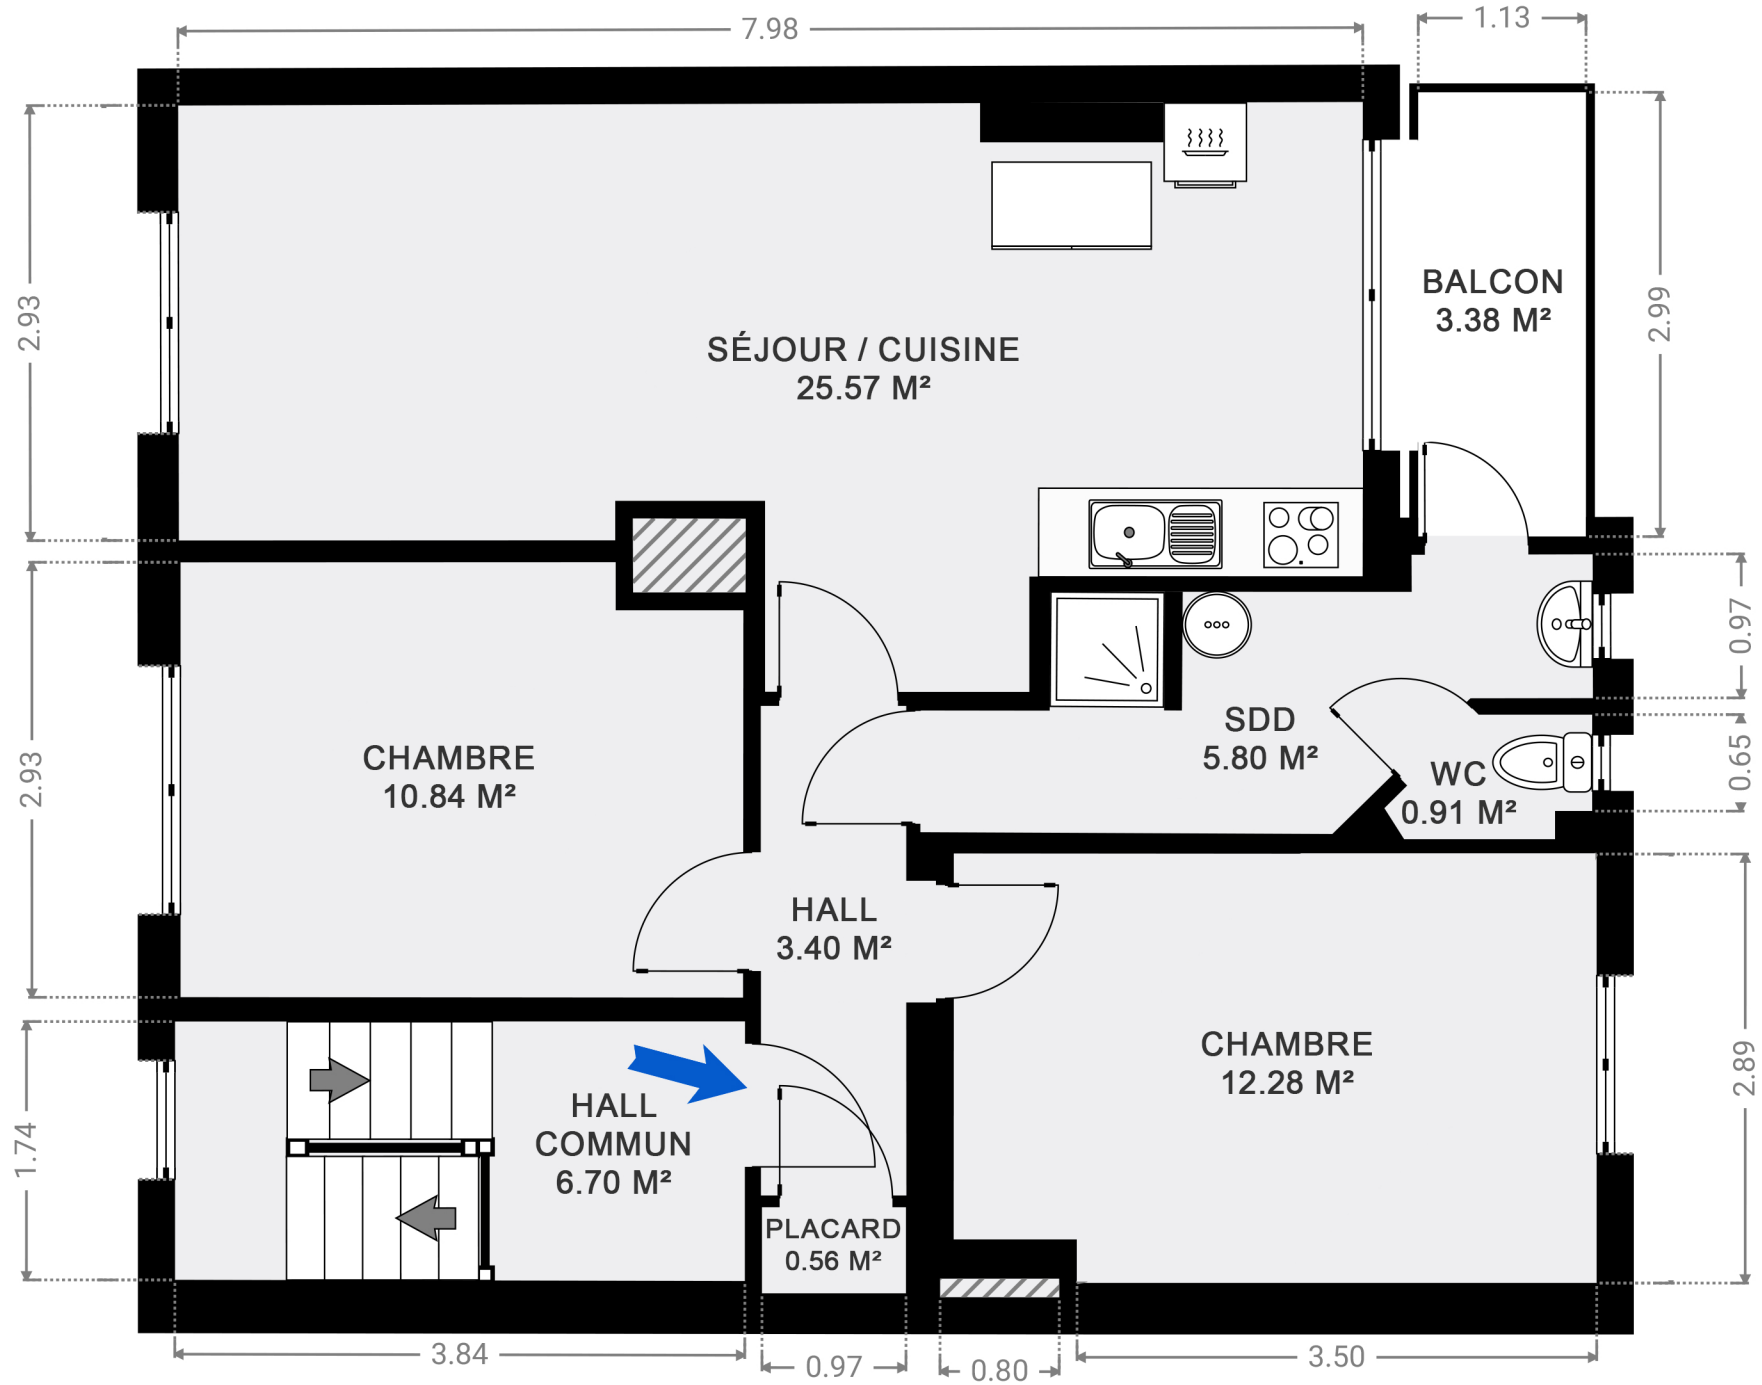 7.98
1.13
2.93
SÉJOUR / CUISINE
25.57 M²
BALCON
3.38 M²
2.99
2.93
CHAMBRE
10.84 M²
SDD
5.80 M²
WC
0.91 M²
0.97
0.65
HALL
3.40 M²
CHAMBRE
12.28 M²
2.89
1.74
HALL
COMMUN
6.70 M²
PLACARD
0.56 M²
3.84
0.97
0.80
3.50